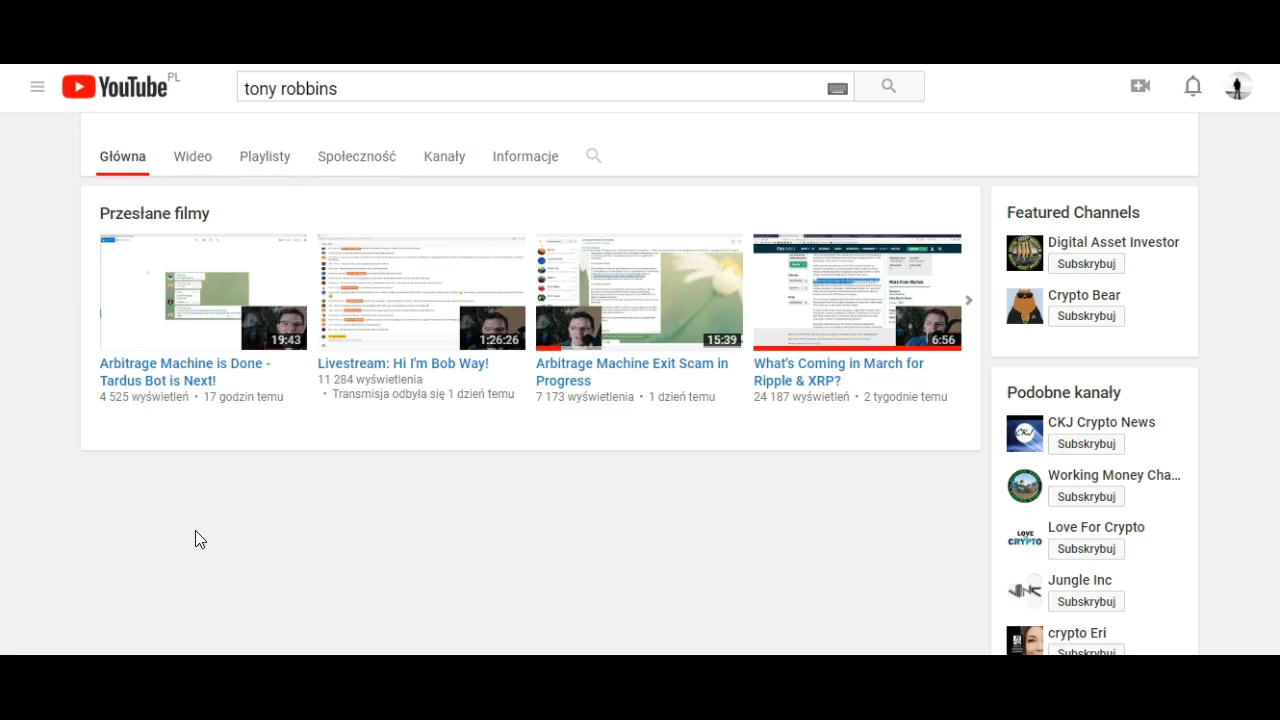 YouTube PL
tony robbins
Główna
Wideo
Playlisty
Społeczność
Kanały
Informacje
Przesłane filmy
19:43
Arbitrage Machine is Done -
Tardus Bot is Next!
4 525 wyświetleń • 17 godzin temu
1:26:26
Livestream: Hi I'm Bob Way!
11 284 wyświetlenia
• Transmisja odbyła się 1 dzień temu
15:39
Arbitrage Machine Exit Scam in
Progress
7 173 wyświetlenia • 1 dzień temu
6:56
What's Coming in March for
Ripple & XRP?
24 187 wyświetleń • 2 tygodnie temu
Featured Channels
Digital Asset Investor
Subskrybuj
Crypto Bear
Subskrybuj
Podobne kanały
CKJ
CKJ Crypto News
Subskrybuj
Working Money Cha...
Subskrybuj
LOVE
CRYPTO
Love For Crypto
Subskrybuj
Jungle Inc
Subskrybuj
crypto Eri
Subskrybuj